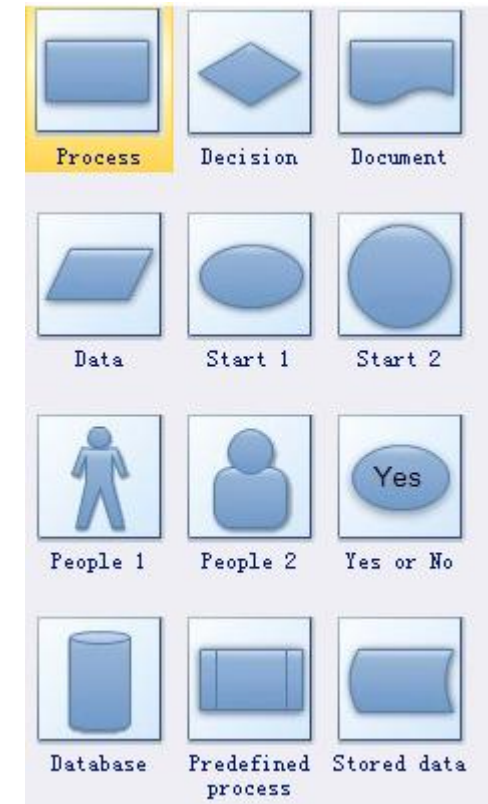 Process Decision Document
Data Start 1 Start 2
Yes
People 1 People 2 Yes or No
Database Predefined process Stored data